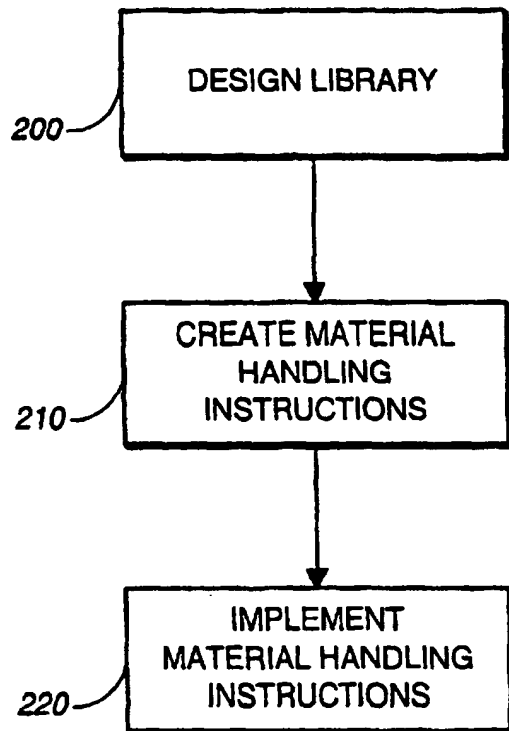 DESIGN LIBRARY
200
CREATE MATERIAL
HANDLING
INSTRUCTIONS
210
IMPLEMENT
MATERIAL HANDLING
INSTRUCTIONS
220